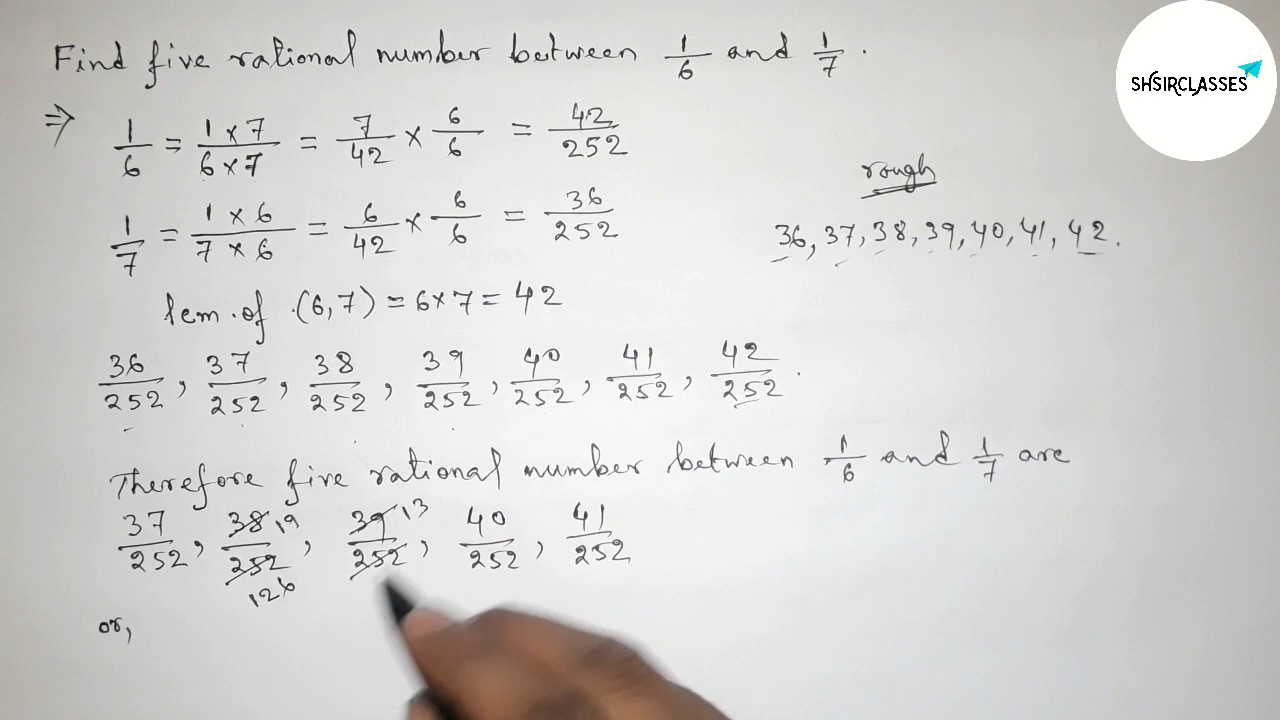 Find five rational number between 1/6 and 1/7.
SHSIRCLASSES
⇒ 1/6 = 1×7/6×7 = 7/42 × 6/6 = 42/252
rough
1/7 = 1×6/7×6 = 6/42 × 6/6 = 36/252
36, 37, 38, 39, 40, 41, 42.
lcm. of (6,7) = 6×7 = 42
36/252, 37/252, 38/252, 39/252, 40/252, 41/252, 42/252.
Therefore five rational number between 1/6 and 1/7 are
37/252, 38/252, 39/252, 40/252, 41/252
19 13
126
or,